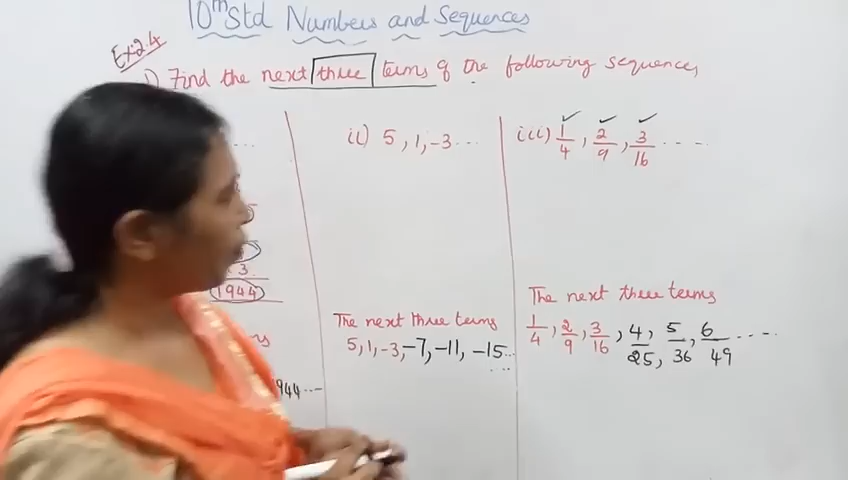 10th Std Numbers and Sequences
Ex:2.4
1) Find the next three terms of the following sequences
3
1944
1944 ...
ii) 5, 1, -3 ...
The next three terms
5, 1, -3, -7, -11, -15 ...
iii) 1/4, 2/9, 3/16 ......
The next three terms
1/4, 2/9, 3/16, 4/25, 5/36, 6/49 .....